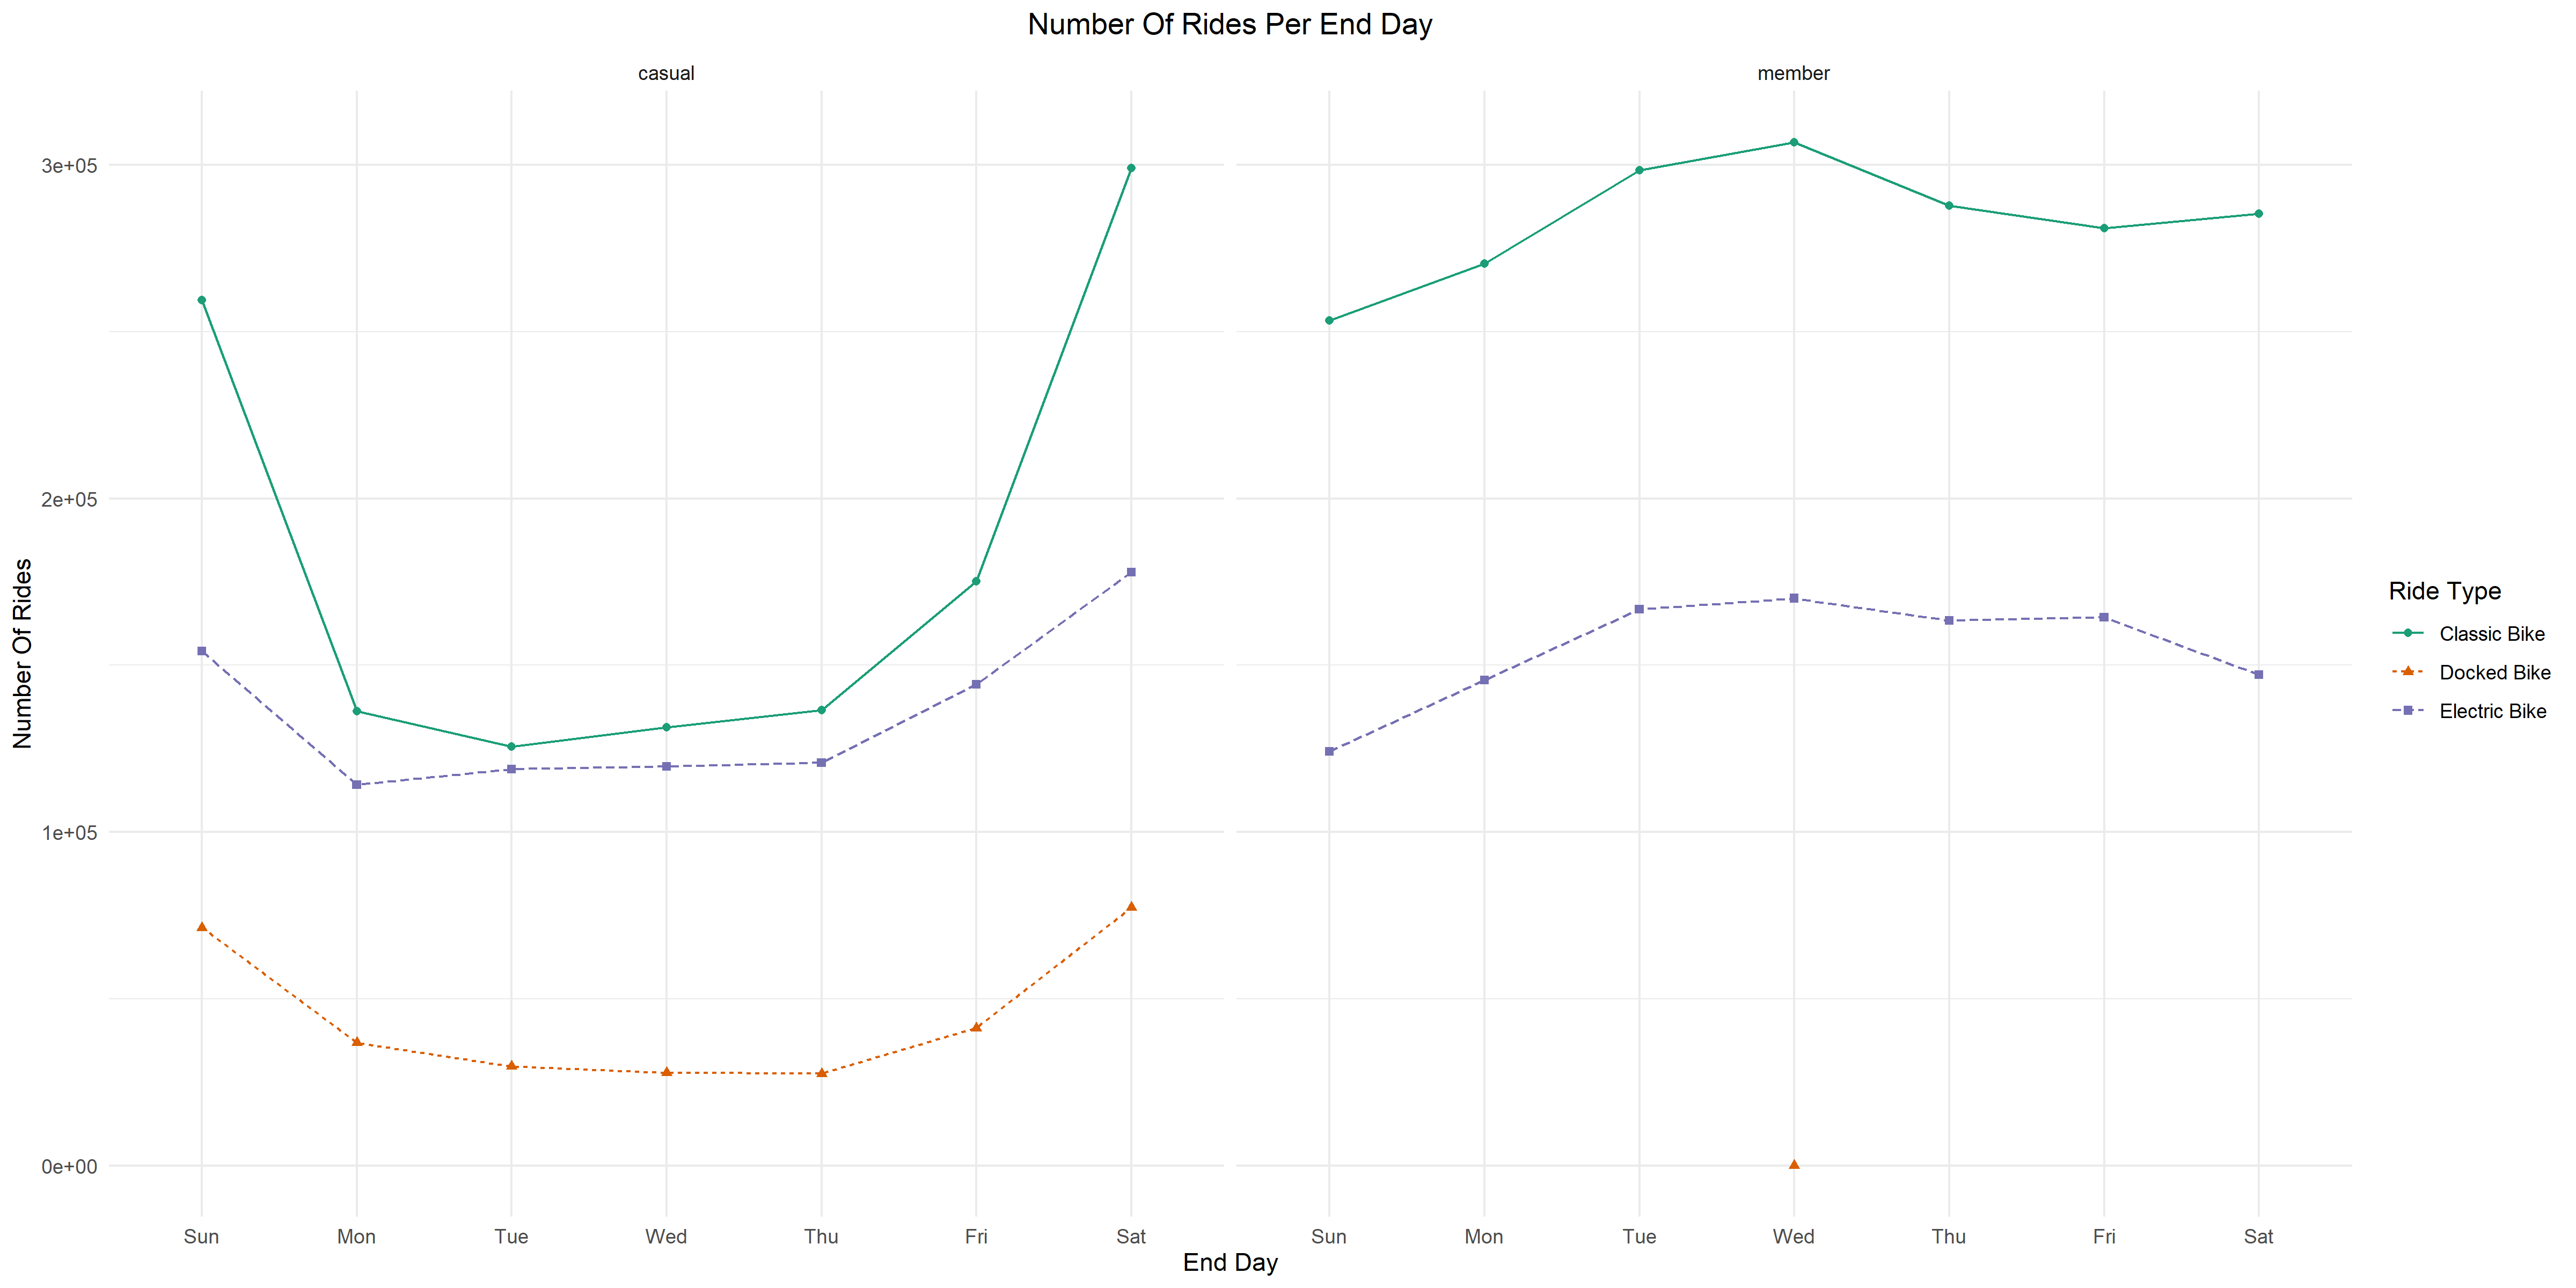 Number Of Rides Per End Day
casual
member
3e+05
2e+05
1e+05
0e+00
Number Of Rides
Sun Mon Tue Wed Thu Fri Sat
Sun Mon Tue Wed Thu Fri Sat
End Day
Ride Type
Classic Bike
Docked Bike
Electric Bike